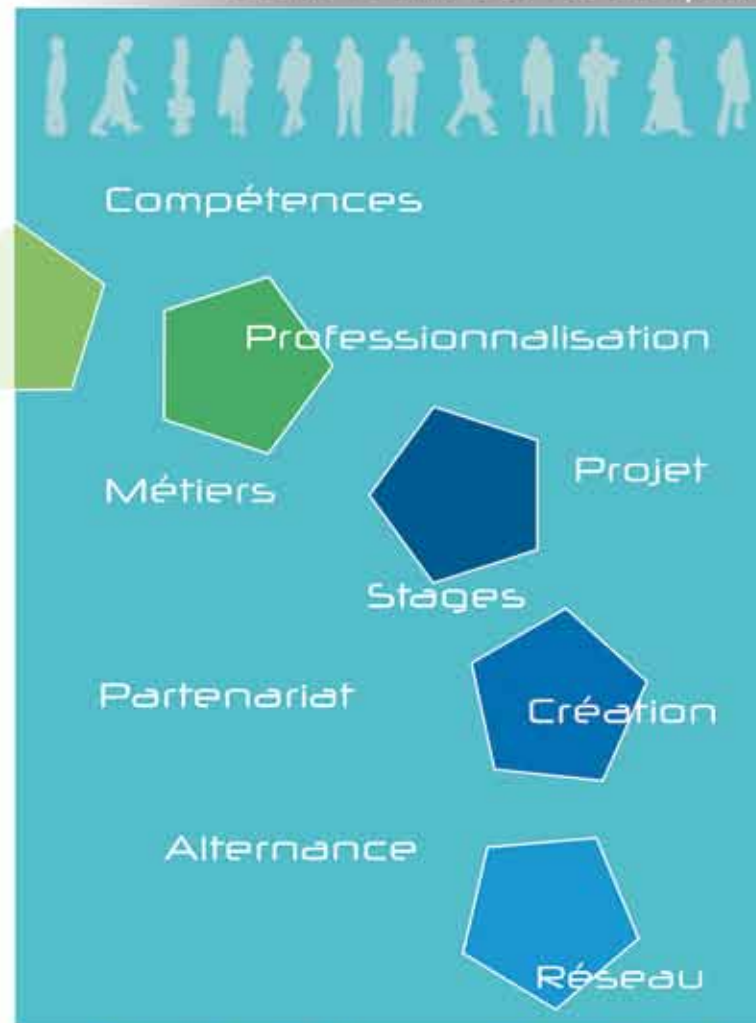 Compétences
Professionnalisation
Projet
Métiers
Stages
Partenariat
Création
Alternance
Réseau